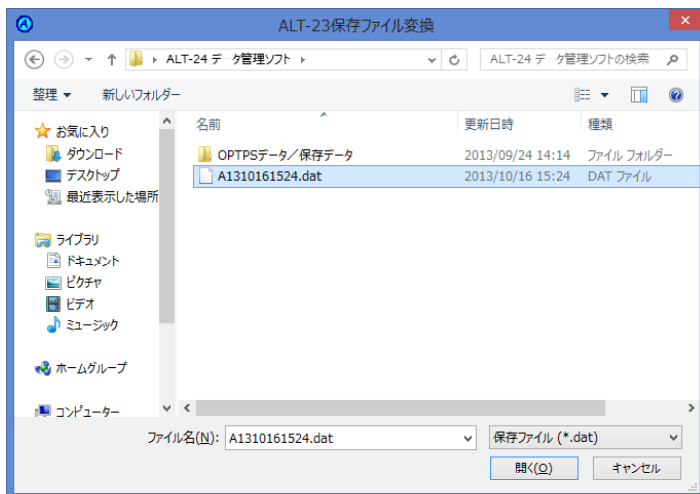 ALT-23保存ファイル変換
ALT-24 データ管理ソフト
ALT-24 データ管理ソフトの検索
整理 新しいフォルダー
名前 更新日時 種類
お気に入り
ダウンロード
デスクトップ
最近表示した場所
ライブラリ
ドキュメント
ピクチャ
ビデオ
ミュージック
ホームグループ
コンピューター
OPTPSデータ/保存データ 2013/09/24 14:14 ファイル フォルダー
A1310161524.dat 2013/10/16 15:24 DAT ファイル
ファイル名(N): A1310161524.dat 保存ファイル (*.dat)
開く(O) キャンセル